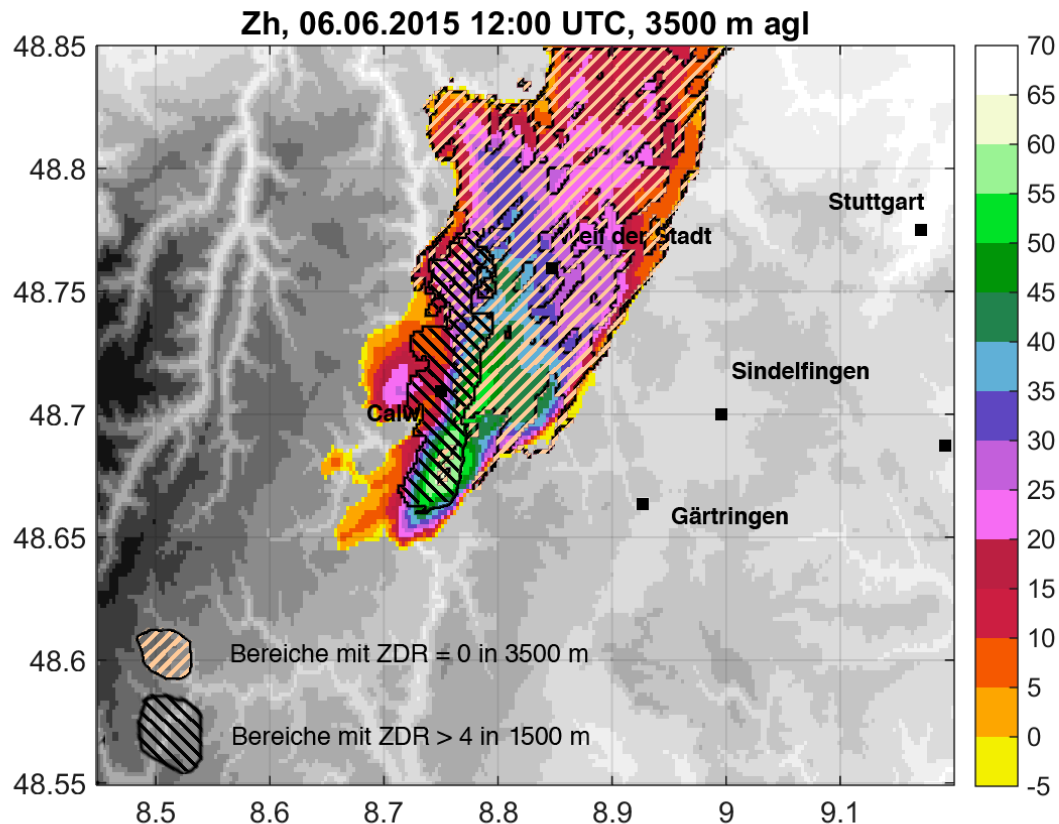 Zh, 06.06.2015 12:00 UTC, 3500 m agl
48.85
48.8
48.75
48.7
48.65
48.6
48.55
Stuttgart
der Stadt
Sindelfingen
Calw
Gärtringen
Bereiche mit ZDR = 0 in 3500 m
Bereiche mit ZDR > 4 in 1500 m
8.5 8.6 8.7 8.8 8.9 9 9.1
70
65
60
55
50
45
40
35
30
25
20
15
10
5
0
-5